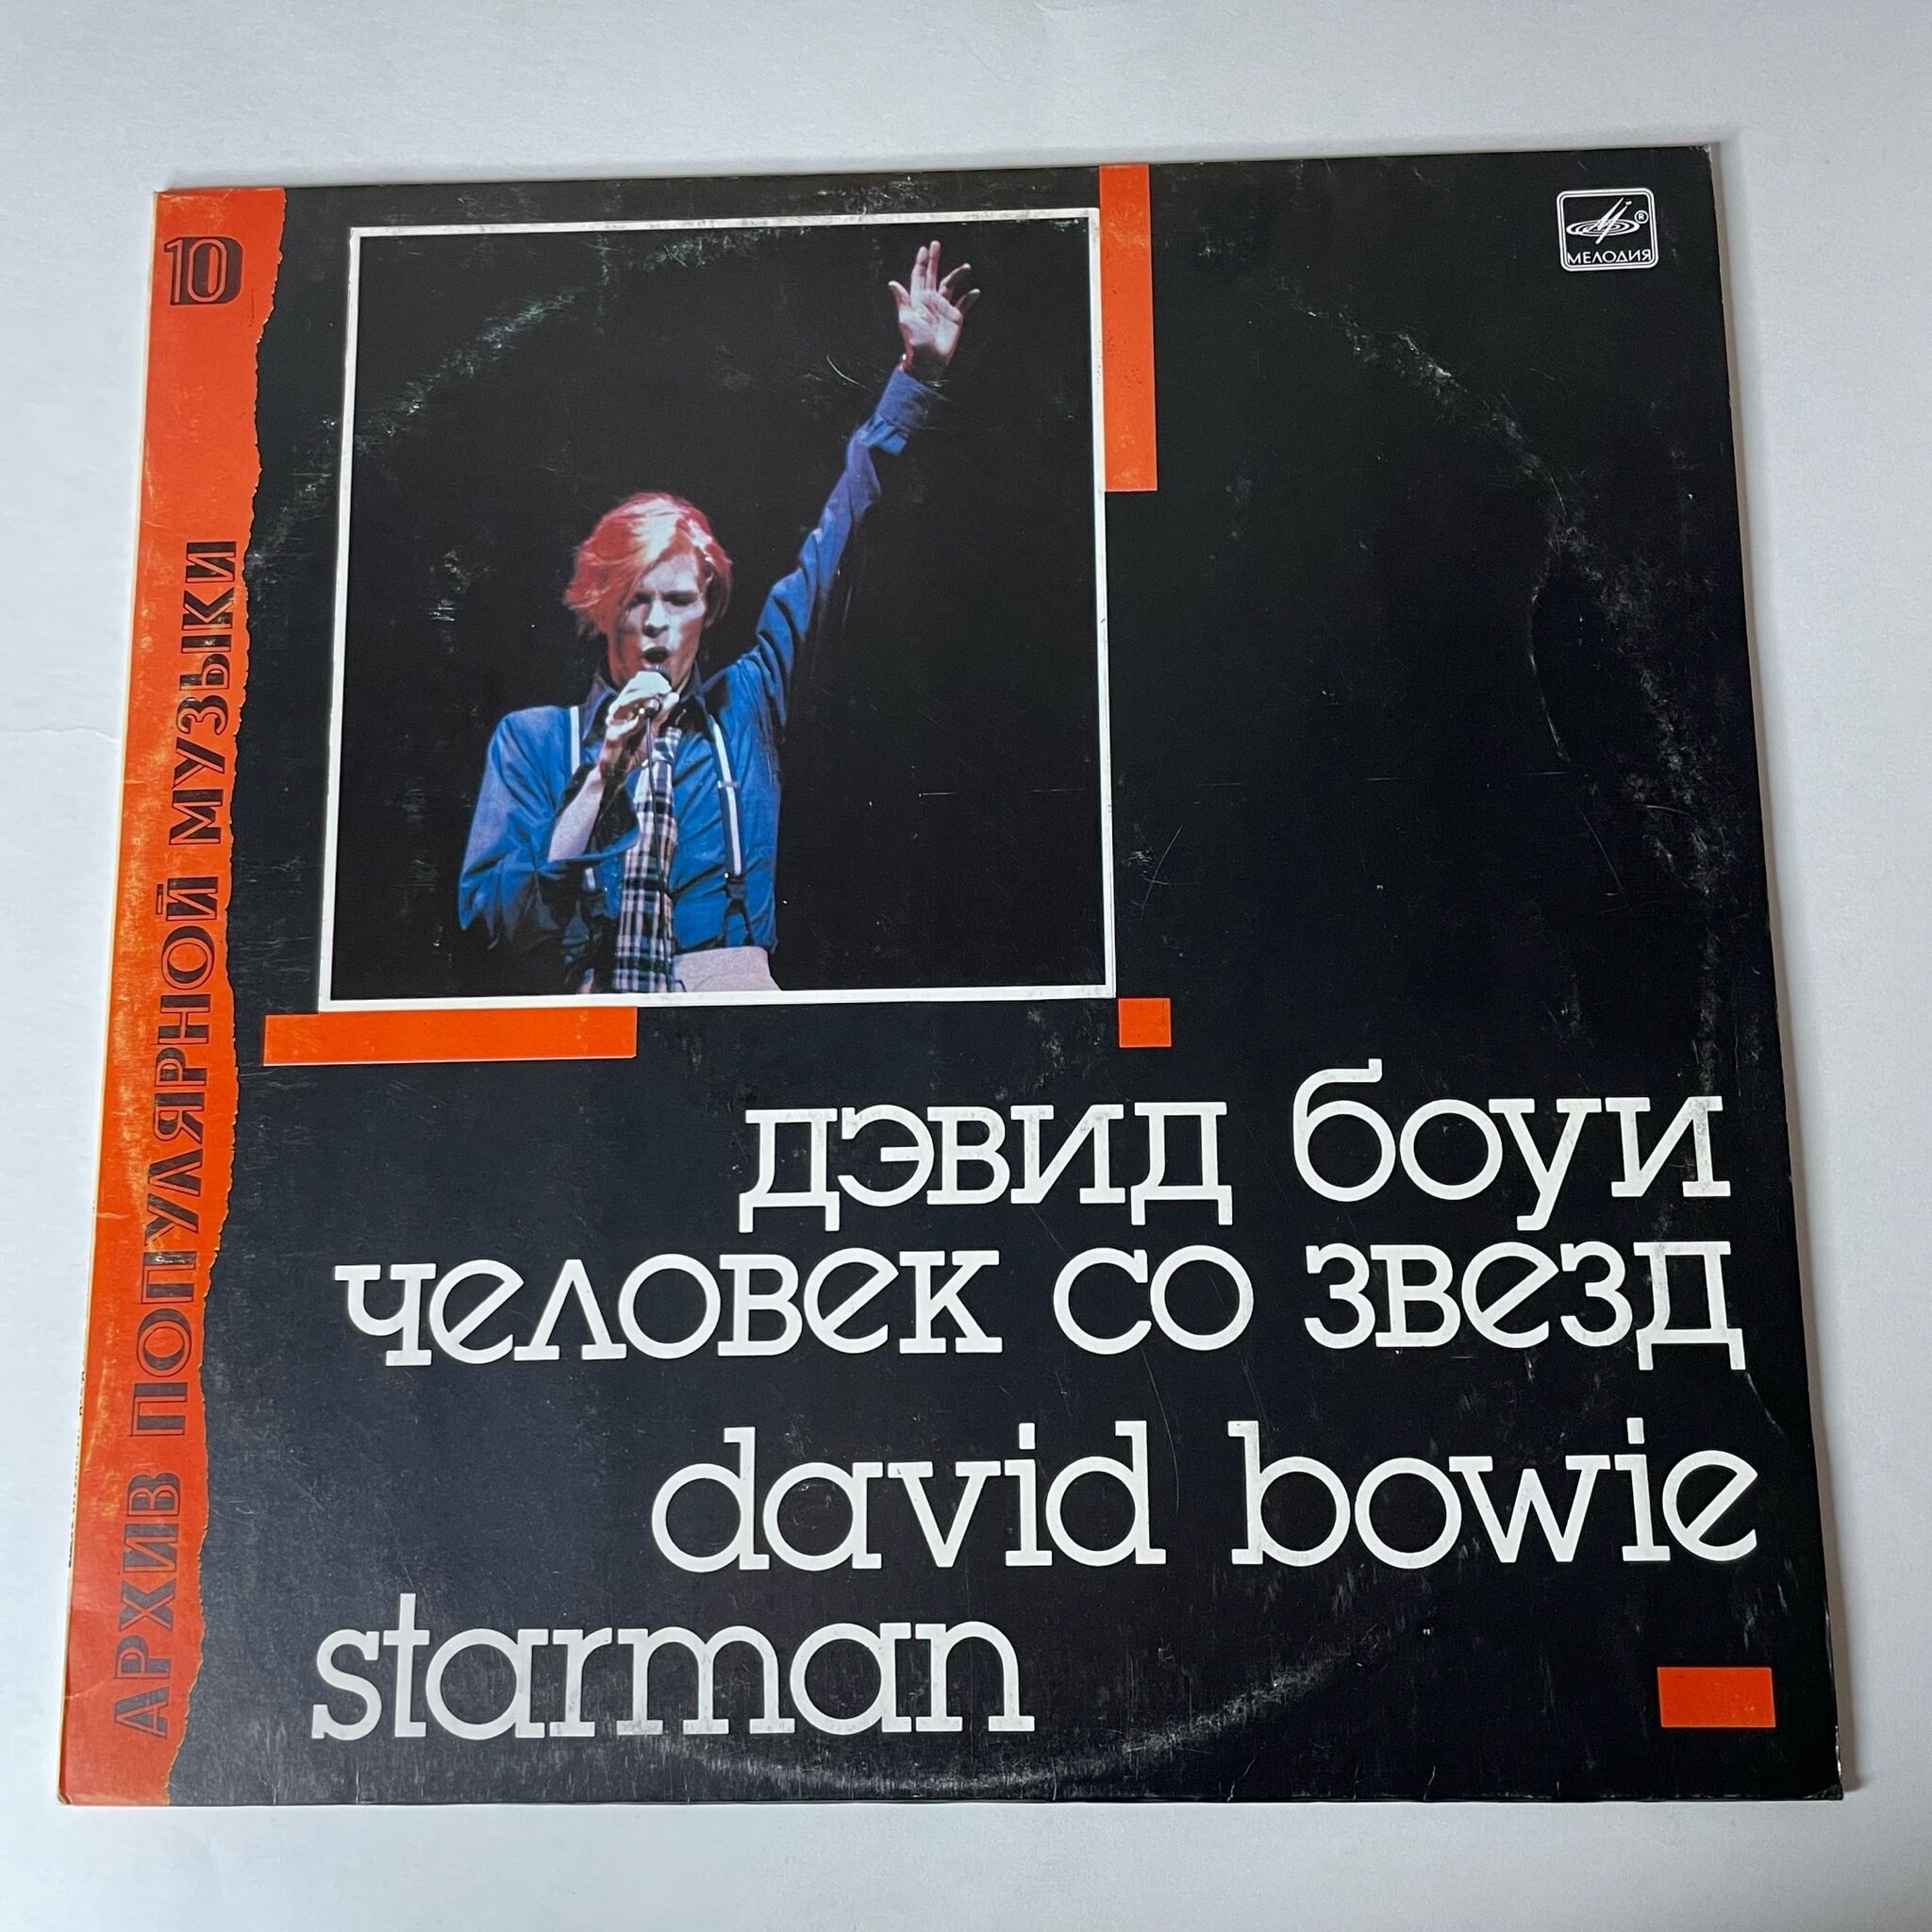 10
АРХИВ ПОПУЛЯРНОЙ МУЗЫКИ
®
МЕЛОДИЯ
дэвид боуи
человек со звезд
david bowie
starman